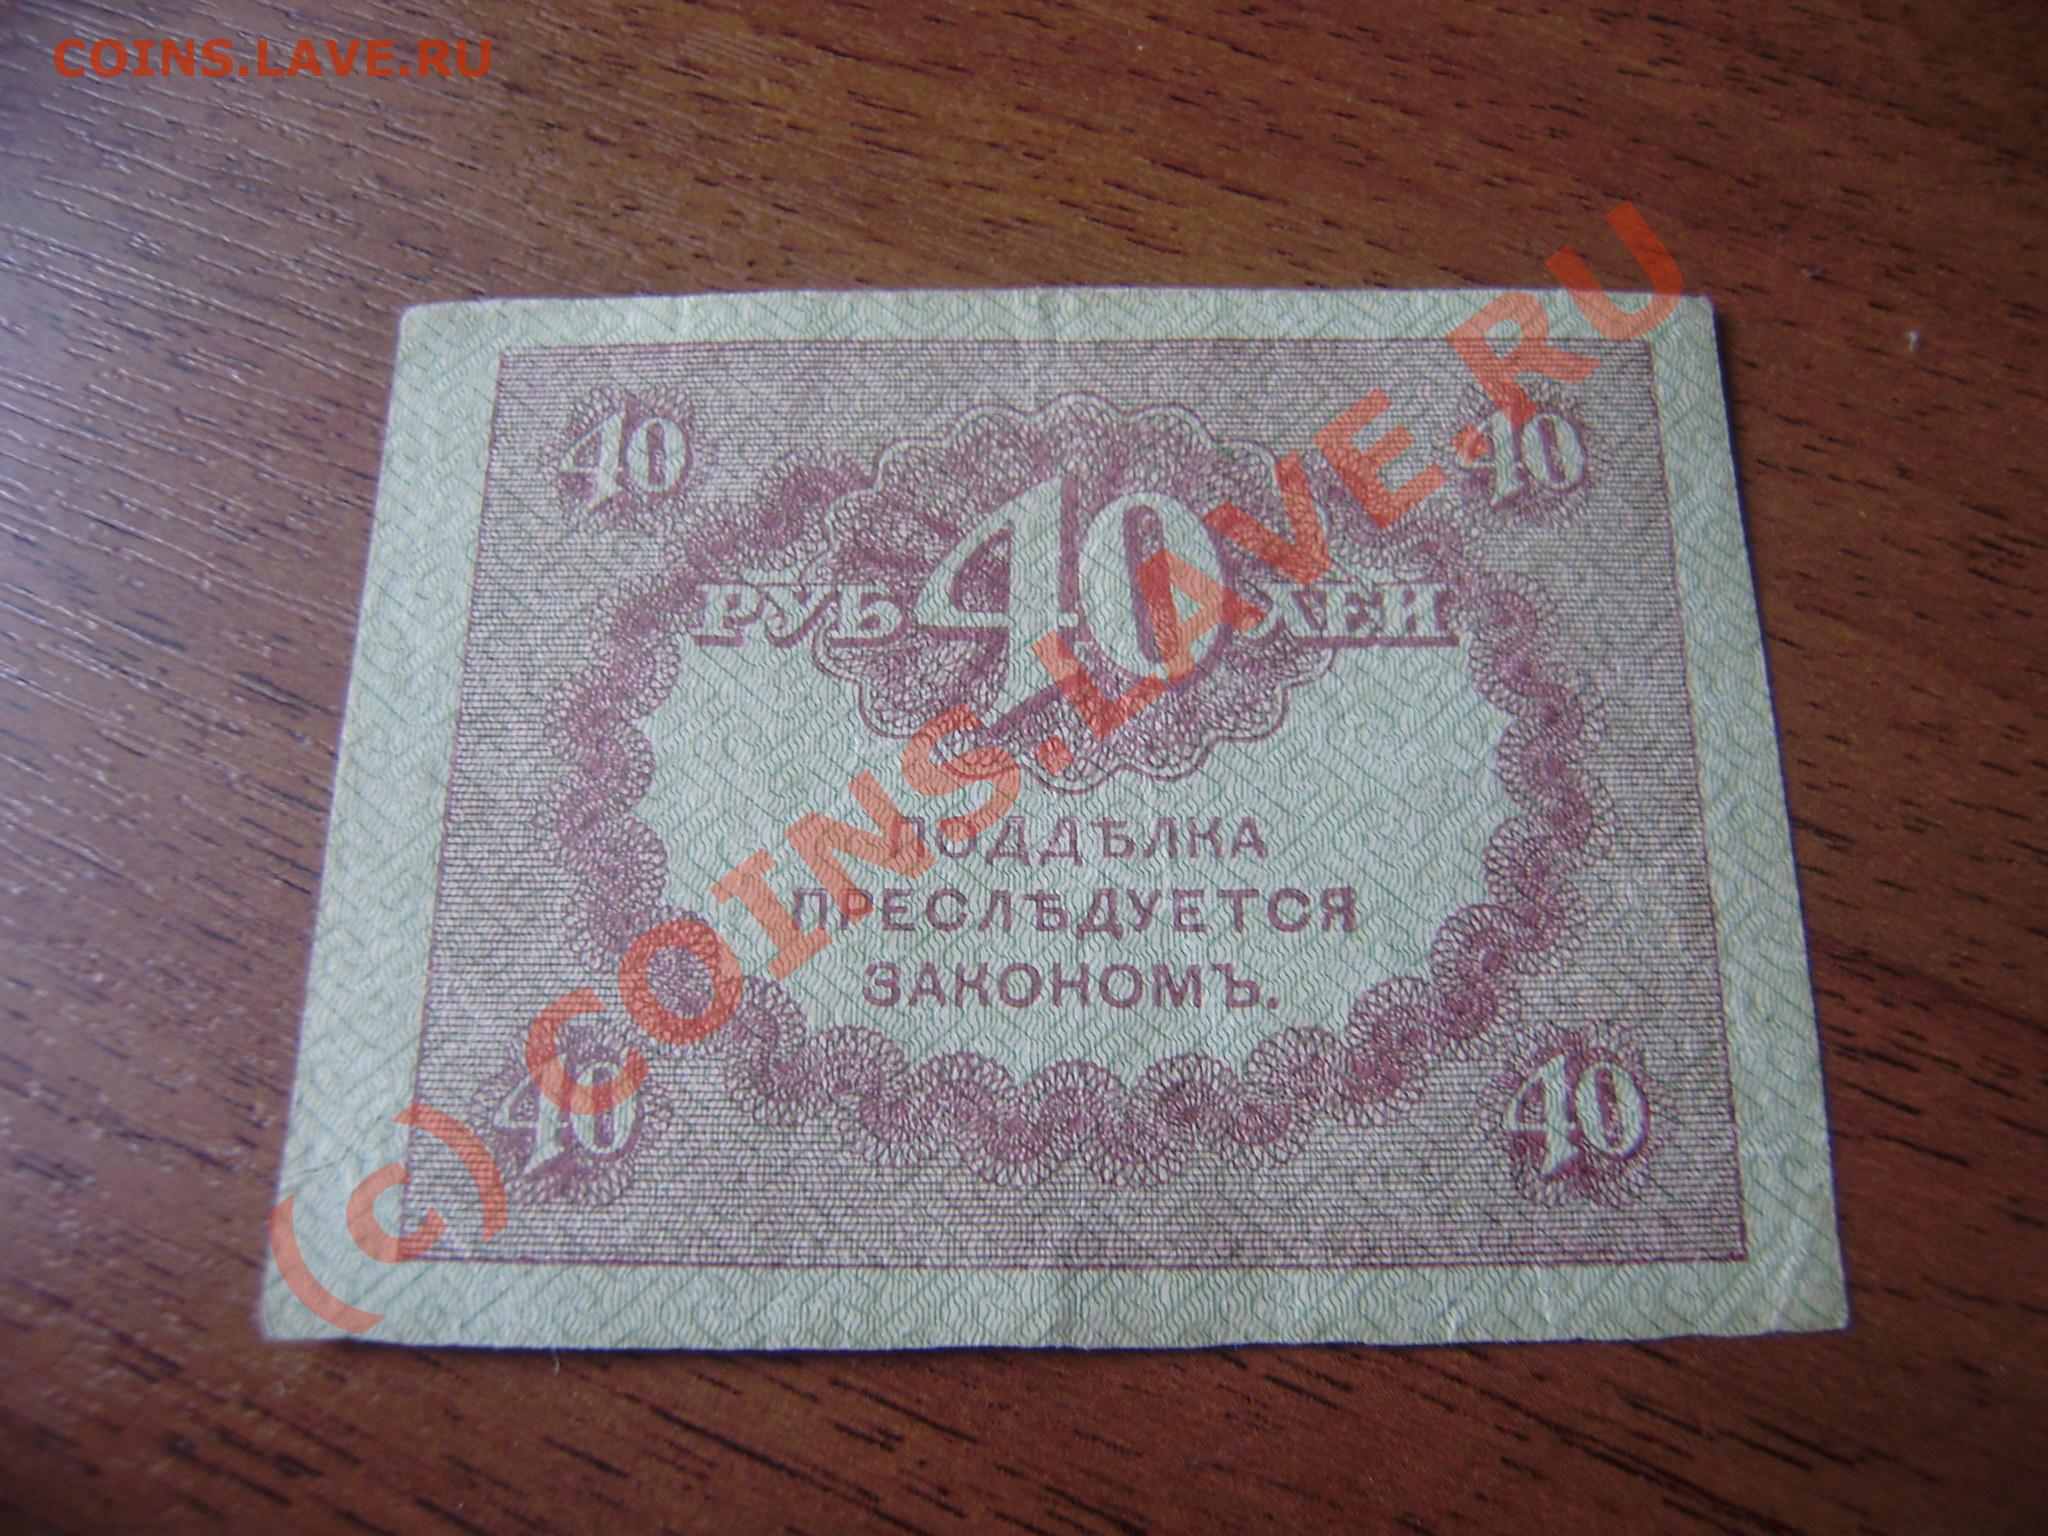 COINS.LAVE.RU
40 40
РУБ 40 ЛЕЙ
ПОДДѢЛКА
ПРЕСЛѢДУЕТСЯ
ЗАКОНОМЪ.
40 40
(c) COINS.LAVE.RU